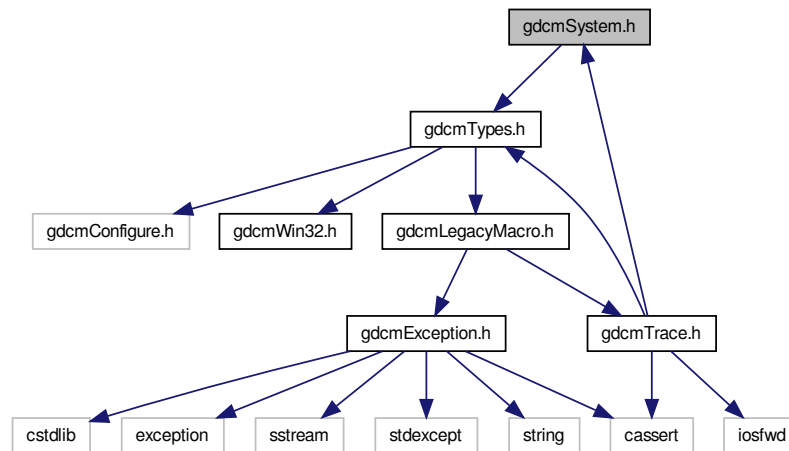 gdcmSystem.h
gdcmTypes.h
gdcmConfigure.h
gdcmWin32.h
gdcmLegacyMacro.h
gdcmException.h
gdcmTrace.h
cstdlib
exception
sstream
stdexcept
string
cassert
iosfwd